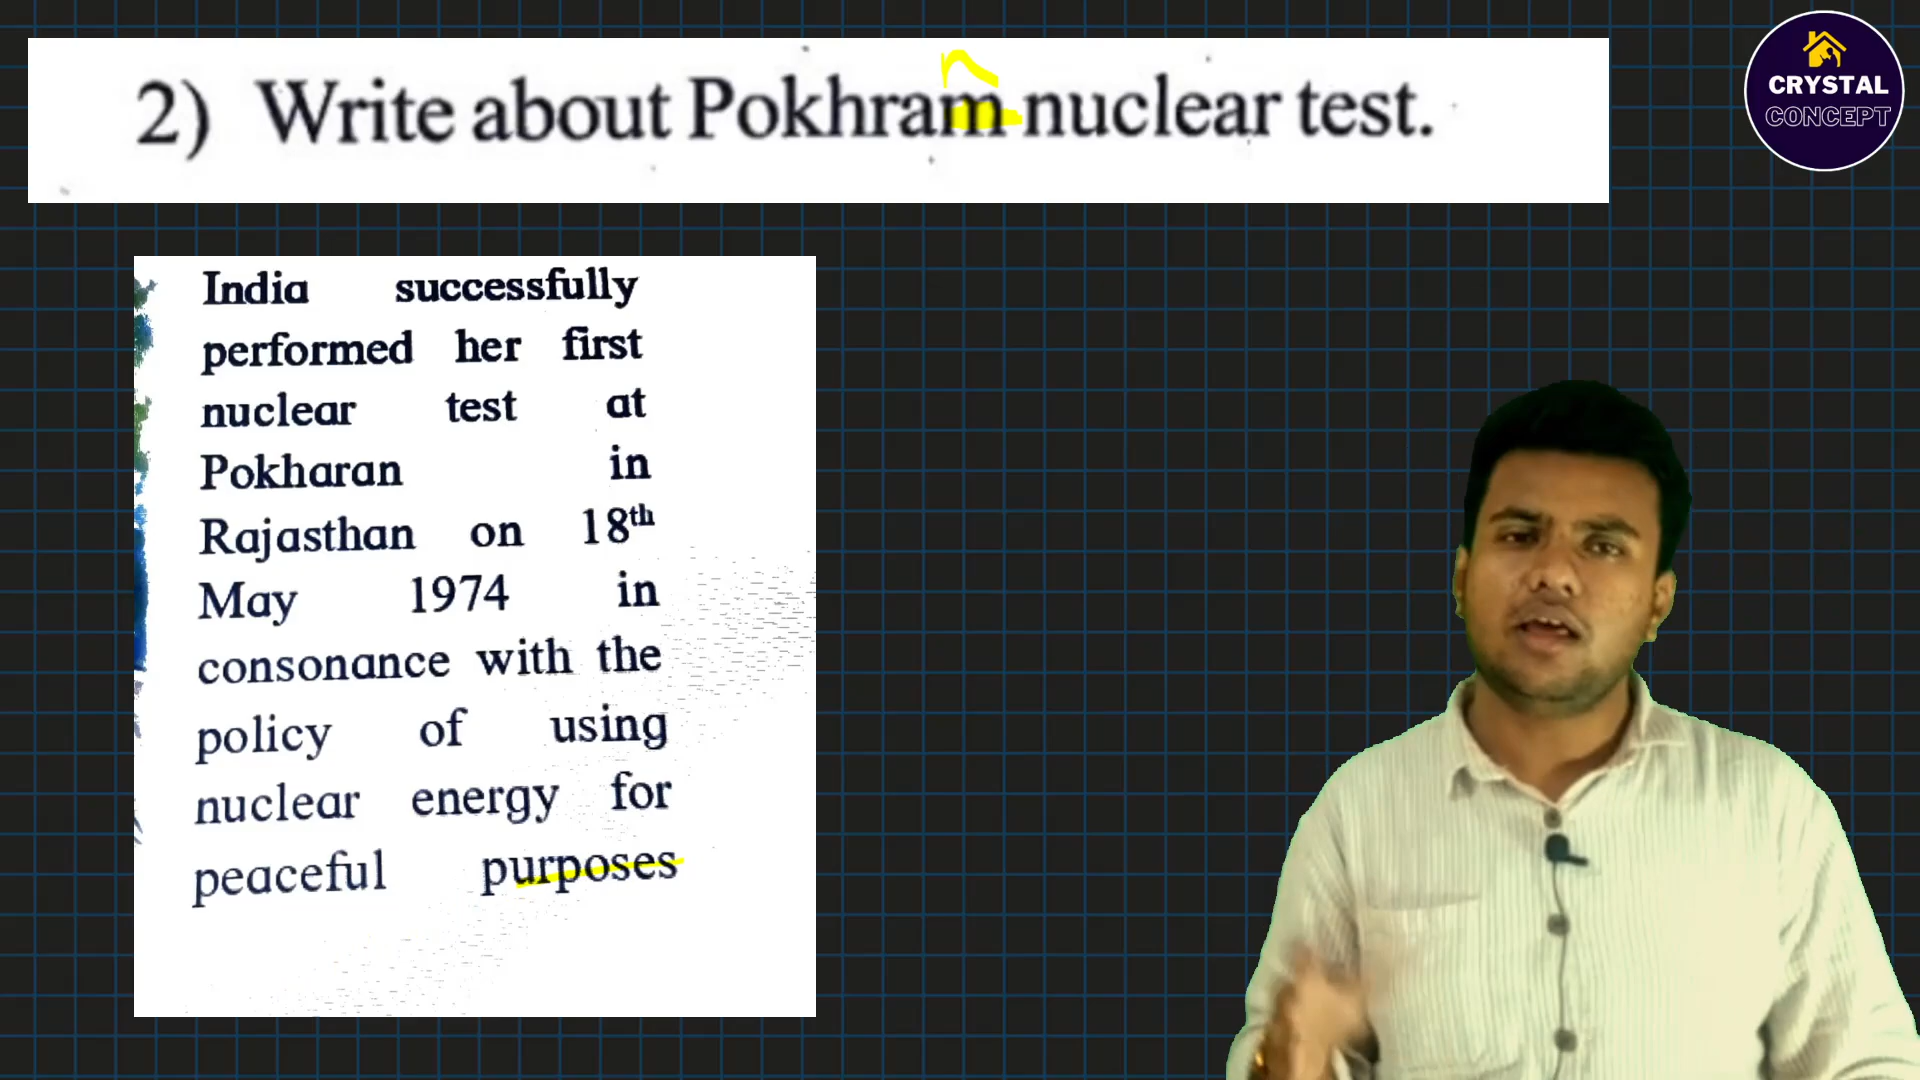 2) Write about Pokhram nuclear test.
CRYSTAL
CONCEPT
India successfully
performed her first
nuclear test at
Pokharan in
Rajasthan on 18th
May 1974 in
consonance with the
policy of using
nuclear energy for
peaceful purposes